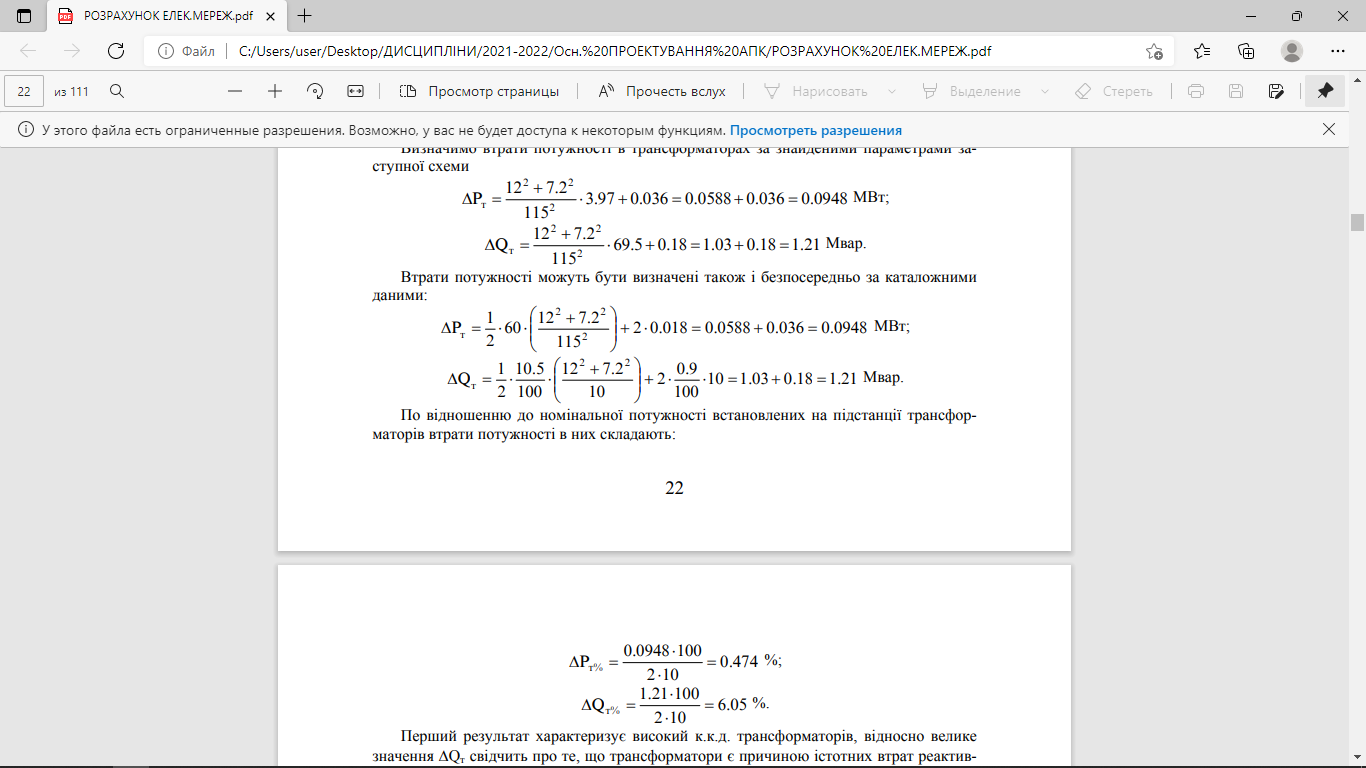 РОЗРАХУНОК ЕЛЕК.МЕРЕЖ.pdf
Файл C:/Users/user/Desktop/ДИСЦИПЛІНИ/2021-2022/Осн.%20ПРОЕКТУВАННЯ%20АПК/РОЗРАХУНОК%20ЕЛЕК.МЕРЕЖ.pdf
22 из 111 Просмотр страницы Прочесть вслух Нарисовать Выделение Стереть
У этого файла есть ограниченные разрешения. Возможно, у вас не будет доступа к некоторым функциям. Просмотреть разрешения
Визначимо втрати потужності в трансформаторах за знайденими параметрами за-
ступної схеми
ΔPт = (12² + 7.2²)/115² · 3.97 + 0.036 = 0.0588 + 0.036 = 0.0948 МВт;
ΔQт = (12² + 7.2²)/115² · 69.5 + 0.18 = 1.03 + 0.18 = 1.21 Мвар.
Втрати потужності можуть бути визначені також і безпосередньо за каталожними
даними:
ΔPт = 1/2 · 60 · ((12² + 7.2²)/115²) + 2 · 0.018 = 0.0588 + 0.036 = 0.0948 МВт;
ΔQт = 1/2 · 10.5/100 · ((12² + 7.2²)/10) + 2 · 0.9/100 · 10 = 1.03 + 0.18 = 1.21 Мвар.
По відношенню до номінальної потужності встановлених на підстанції трансфор-
маторів втрати потужності в них складають:
22
ΔPт% = 0.0948 · 100/2 · 10 = 0.474 %;
ΔQт% = 1.21 · 100/2 · 10 = 6.05 %.
Перший результат характеризує високий к.к.д. трансформаторів, відносно велике
значення ΔQт свідчить про те, що трансформатори є причиною істотних втрат реактив-